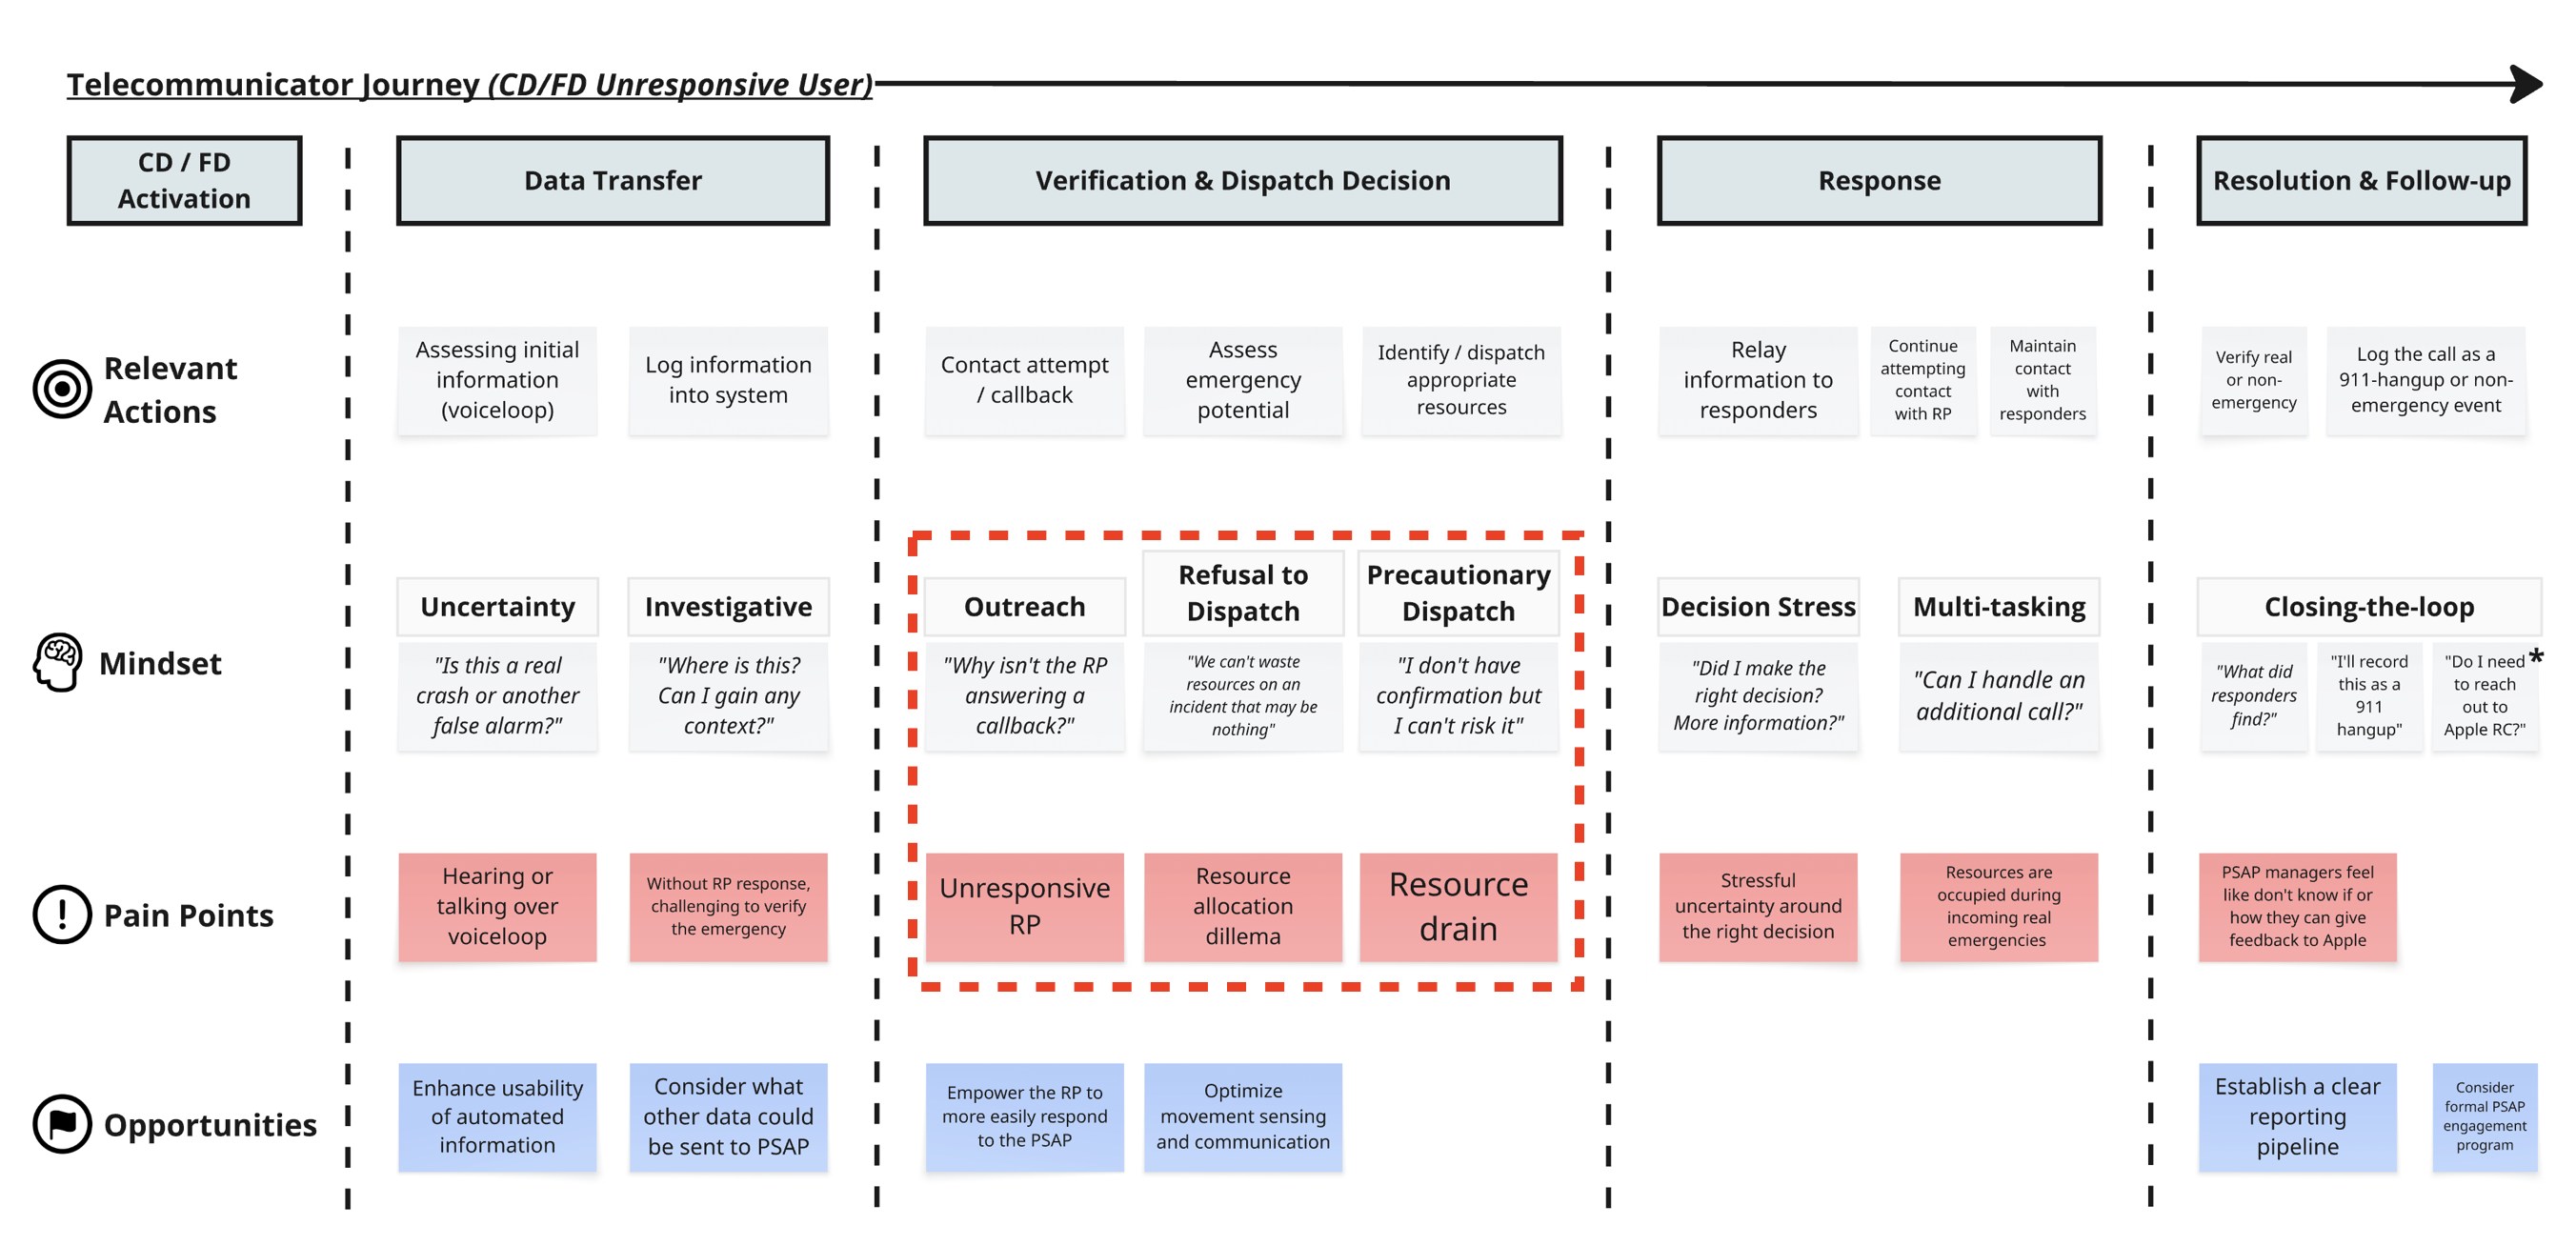 Telecommunicator Journey (CD/FD Unresponsive User)
CD / FD
Activation
Data Transfer
Verification & Dispatch Decision
Response
Resolution & Follow-up
Relevant
Actions
Assessing initial
information
(voiceloop)
Log information
into system
Contact attempt
/ callback
Assess
emergency
potential
Identify / dispatch
appropriate
resources
Relay
information to
responders
Continue
attempting
contact
with RP
Maintain
contact
with
responders
Verify real
or non-
emergency
Log the call as a
911-hangup or non-
emergency event
Mindset
Uncertainty
"Is this a real
crash or another
false alarm?"
Investigative
"Where is this?
Can I gain any
context?"
Outreach
"Why isn't the RP
answering a
callback?"
Refusal to
Dispatch
"We can't waste
resources on an
incident that may be
nothing"
Precautionary
Dispatch
"I don't have
confirmation but
I can't risk it"
Decision Stress
"Did I make the
right decision?
More information?"
Multi-tasking
"Can I handle an
additional call?"
Closing-the-loop
"What did
responders
find?"
"I'll record
this as a
911
hangup"
"Do I need *
to reach
out to
Apple RC?"
Pain Points
Hearing or
talking over
voiceloop
Without RP response,
challenging to verify
the emergency
Unresponsive
RP
Resource
allocation
dillema
Resource
drain
Stressful
uncertainty around
the right decision
Resources are
occupied during
incoming real
emergencies
PSAP managers feel
like don't know if or
how they can give
feedback to Apple
Opportunities
Enhance usability
of automated
information
Consider what
other data could
be sent to PSAP
Empower the RP to
more easily respond
to the PSAP
Optimize
movement sensing
and communication
Establish a clear
reporting
pipeline
Consider
formal PSAP
engagement
program